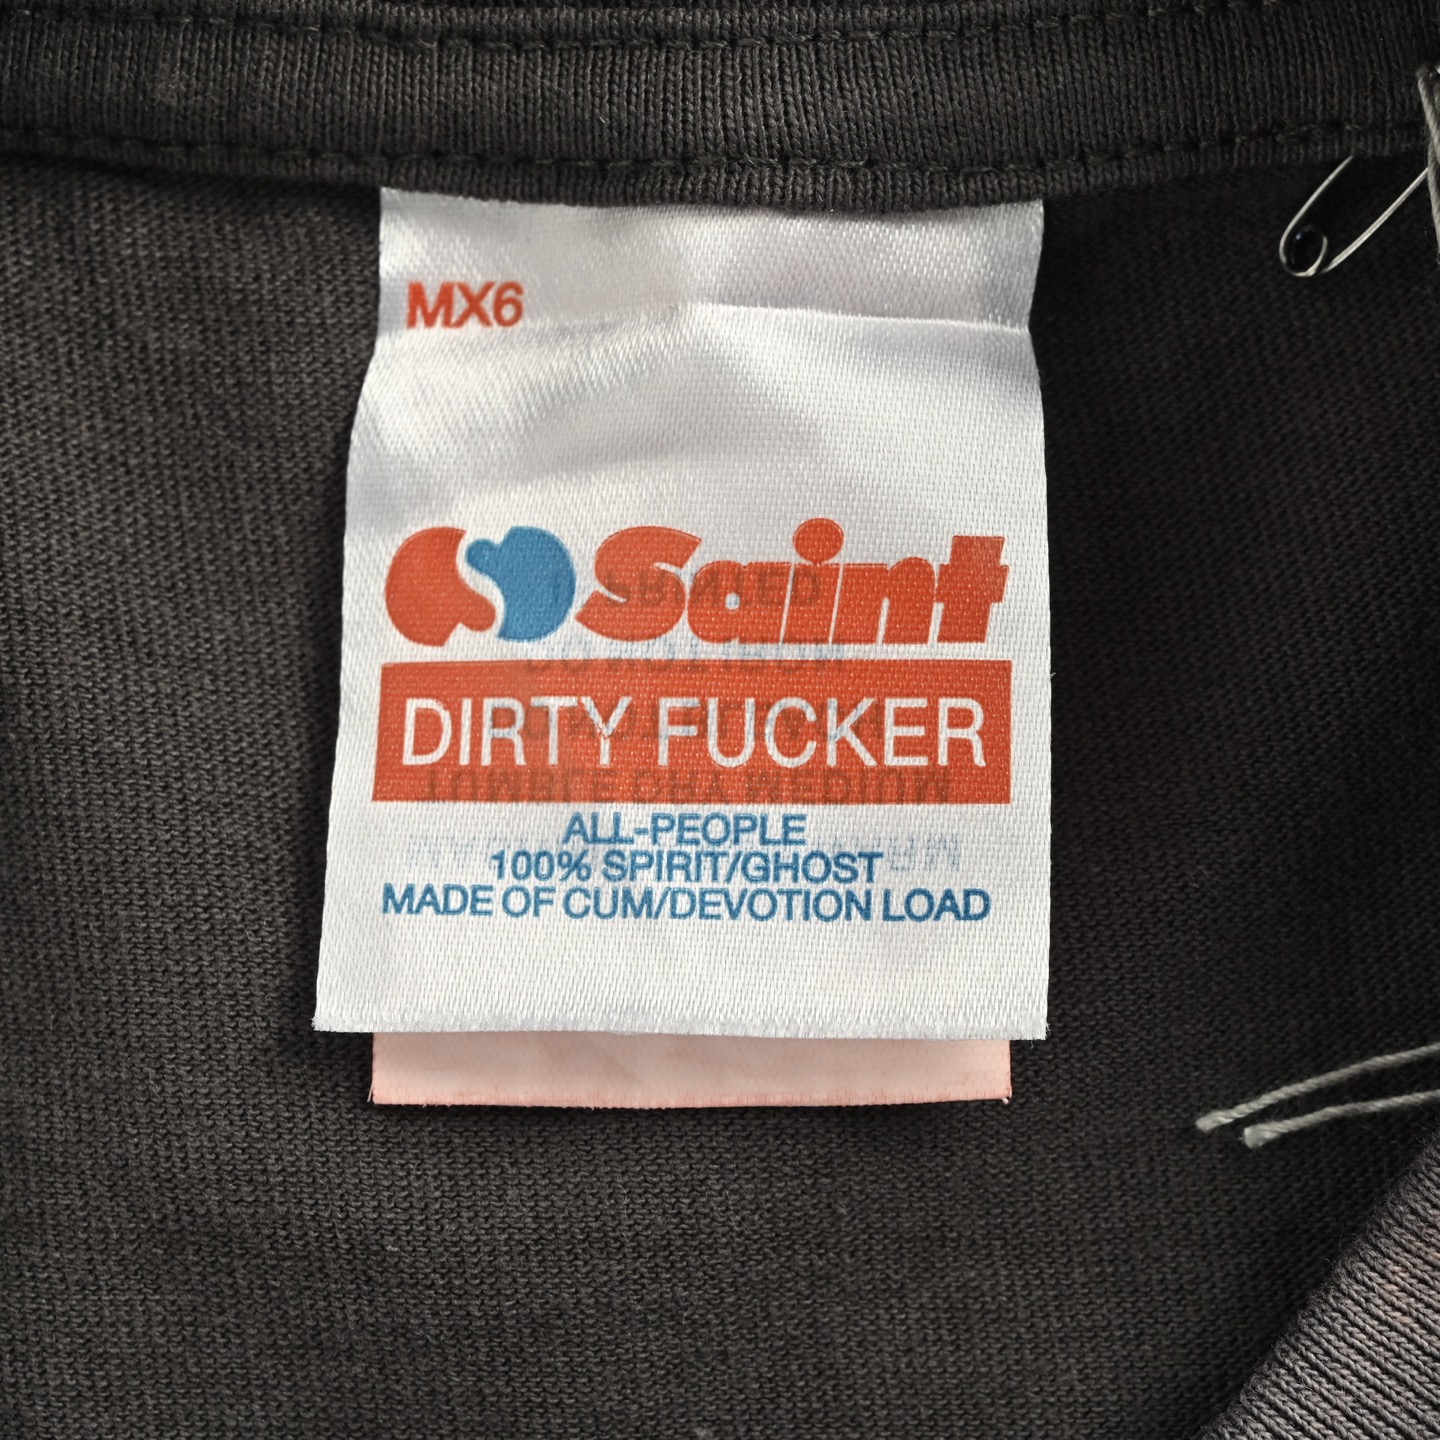 MX6
Saint
DIRTY FUCKER
ALL-PEOPLE
100% SPIRIT/GHOST
MADE OF CUM/DEVOTION LOAD